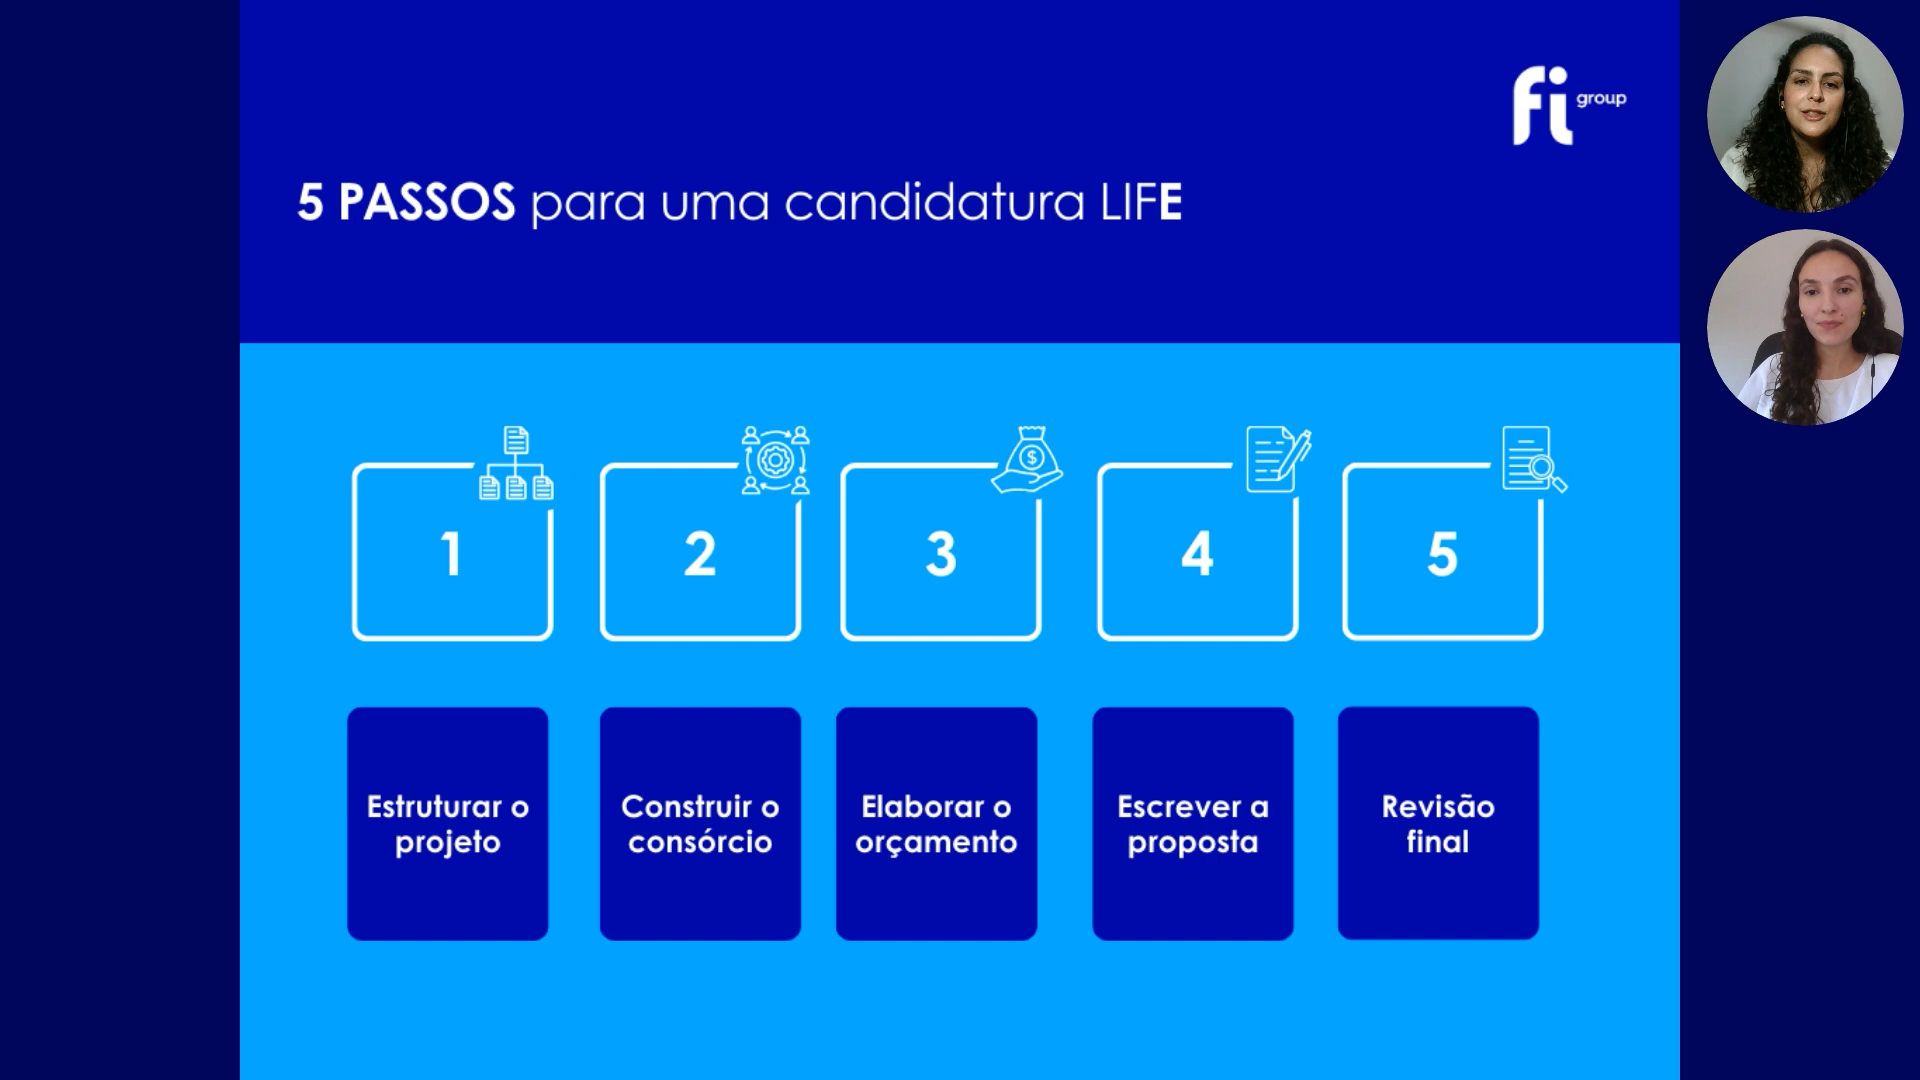 fi group
5 PASSOS para uma candidatura LIFE
$
1
2
3
4
5
Estruturar o
projeto
Construir o
consórcio
Elaborar o
orçamento
Escrever a
proposta
Revisão
final